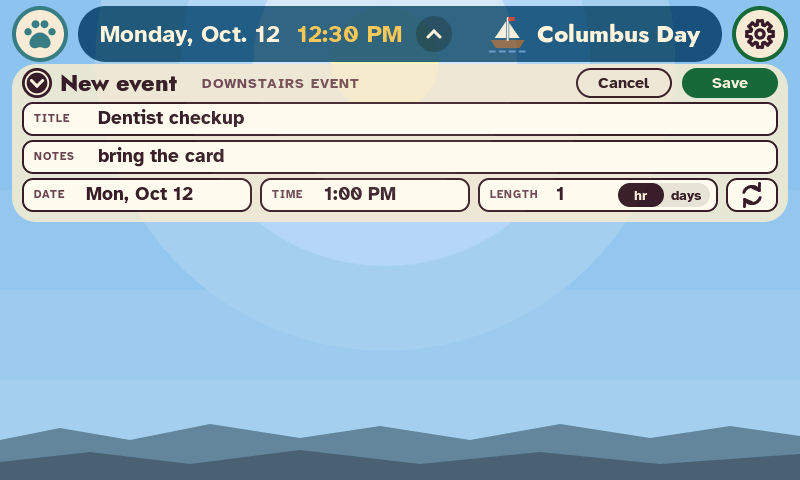 Monday, Oct. 12 12:30 PM Columbus Day
New event DOWNSTAIRS EVENT Cancel Save
TITLE Dentist checkup
NOTES bring the card
DATE Mon, Oct 12 TIME 1:00 PM LENGTH 1 hr days